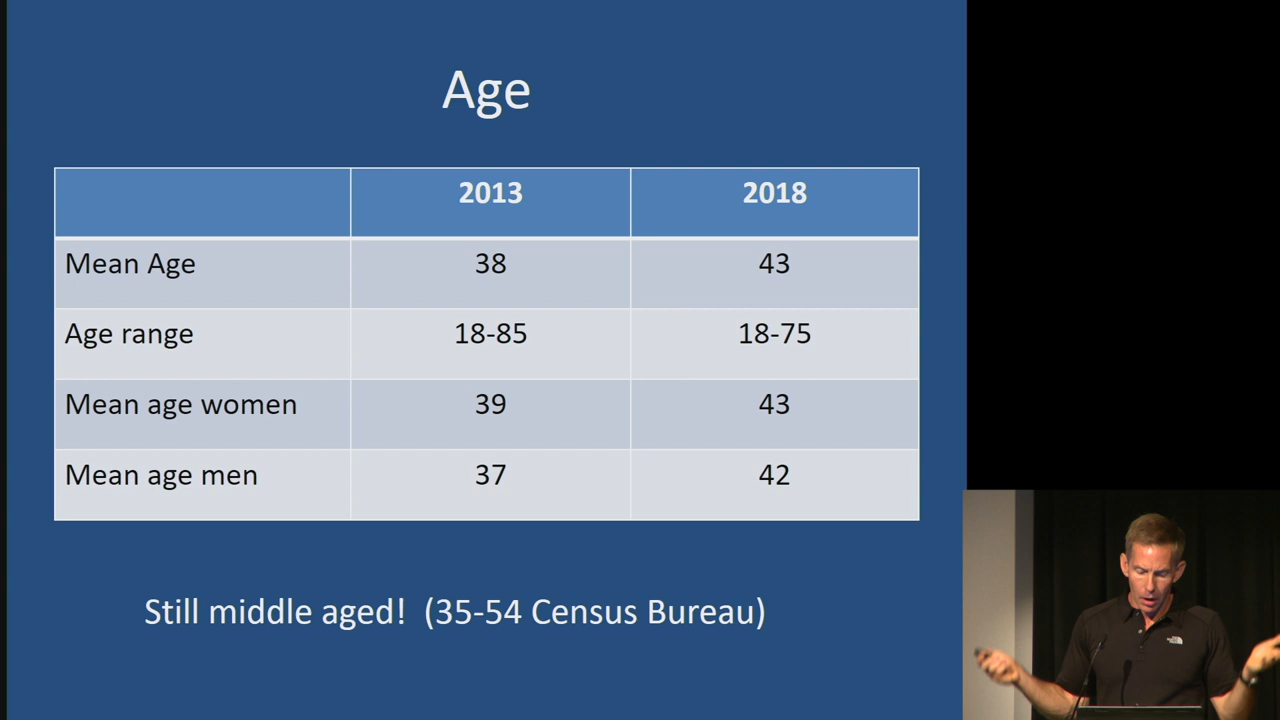 Age
2013 2018
Mean Age 38 43
Age range 18-85 18-75
Mean age women 39 43
Mean age men 37 42
Still middle aged! (35-54 Census Bureau)